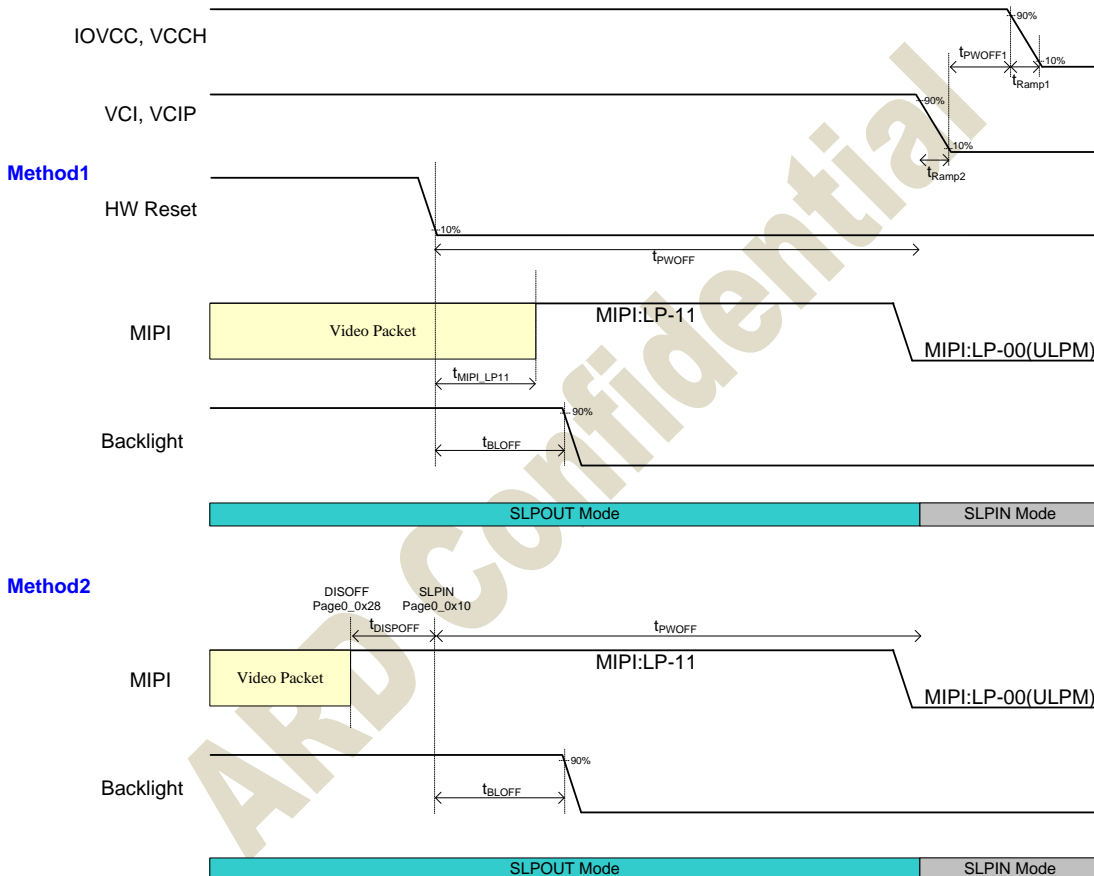 IOVCC, VCCH
90%
tPWOFF1
10%
tRamp1
VCI, VCIP
90%
10%
tRamp2
Method1
HW Reset
10%
tPWOFF
MIPI
Video Packet
MIPI:LP-11
MIPI:LP-00(ULPM)
tMIPI_LP11
Backlight
90%
tBLOFF
SLPOUT Mode
SLPIN Mode
Method2
DISOFF
Page0_0x28
SLPIN
Page0_0x10
tDISPOFF
tPWOFF
MIPI
Video Packet
MIPI:LP-11
MIPI:LP-00(ULPM)
Backlight
90%
tBLOFF
SLPOUT Mode
SLPIN Mode
ARD Confidential